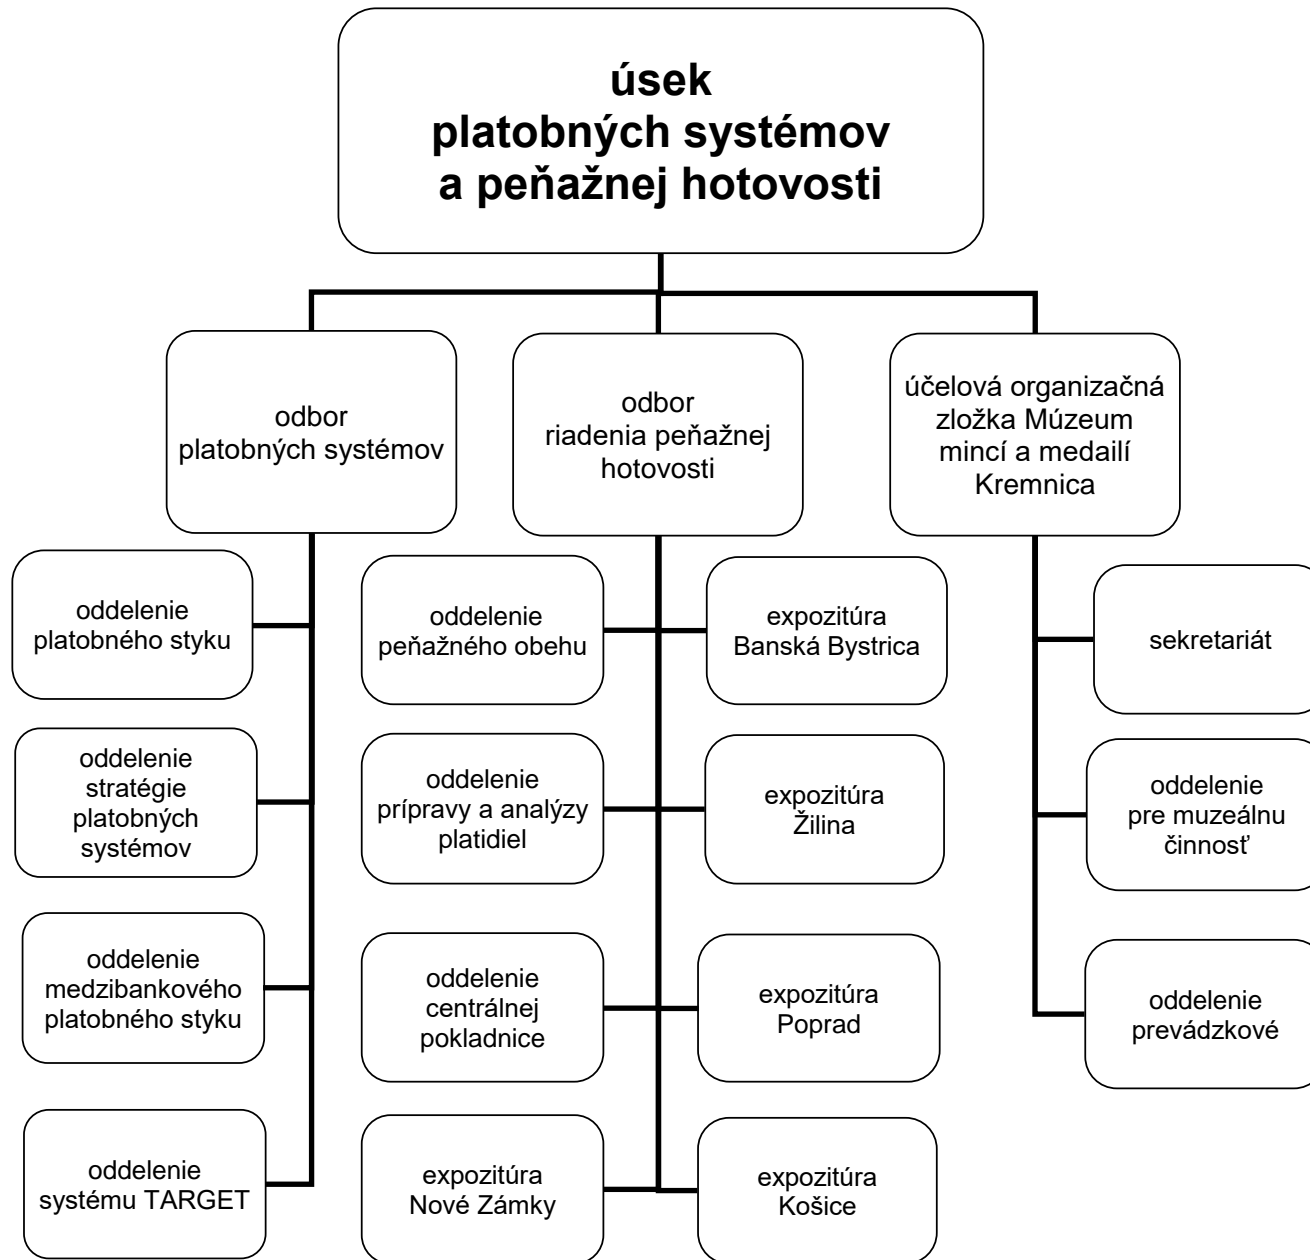 úsek
platobných systémov
a peňažnej hotovosti
odbor
platobných systémov
odbor
riadenia peňažnej
hotovosti
účelová organizačná
zložka Múzeum
mincí a medailí
Kremnica
oddelenie
platobného styku
oddelenie
stratégie
platobných
systémov
oddelenie
medzibankového
platobného styku
oddelenie
systému TARGET
oddelenie
peňažného obehu
oddelenie
prípravy a analýzy
platidiel
oddelenie
centrálnej
pokladnice
expozitúra
Nové Zámky
expozitúra
Banská Bystrica
expozitúra
Žilina
expozitúra
Poprad
expozitúra
Košice
sekretariát
oddelenie
pre muzeálnu
činnosť
oddelenie
prevádzkové